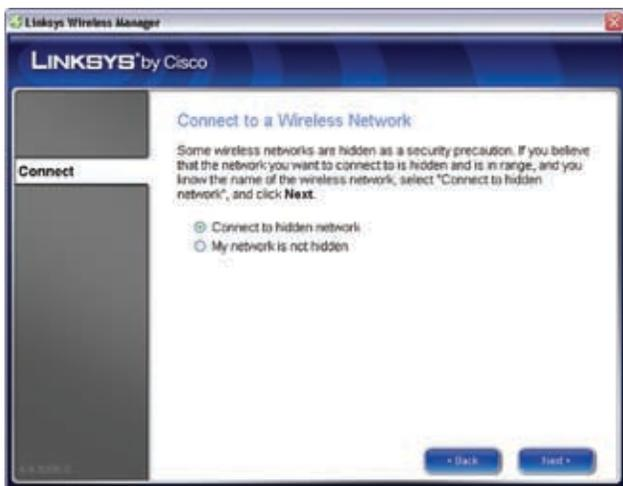 Linksys Wireless Manager
LINKSYS® by Cisco
Connect to a Wireless Network
Some wireless networks are hidden as a security precaution. If you believe
that the network you want to connect to is hidden and is in range, and you
know the name of the wireless network, select "Connect to hidden
network", and click Next.
Connect
Connect to hidden network
My network is not hidden
Back
Next